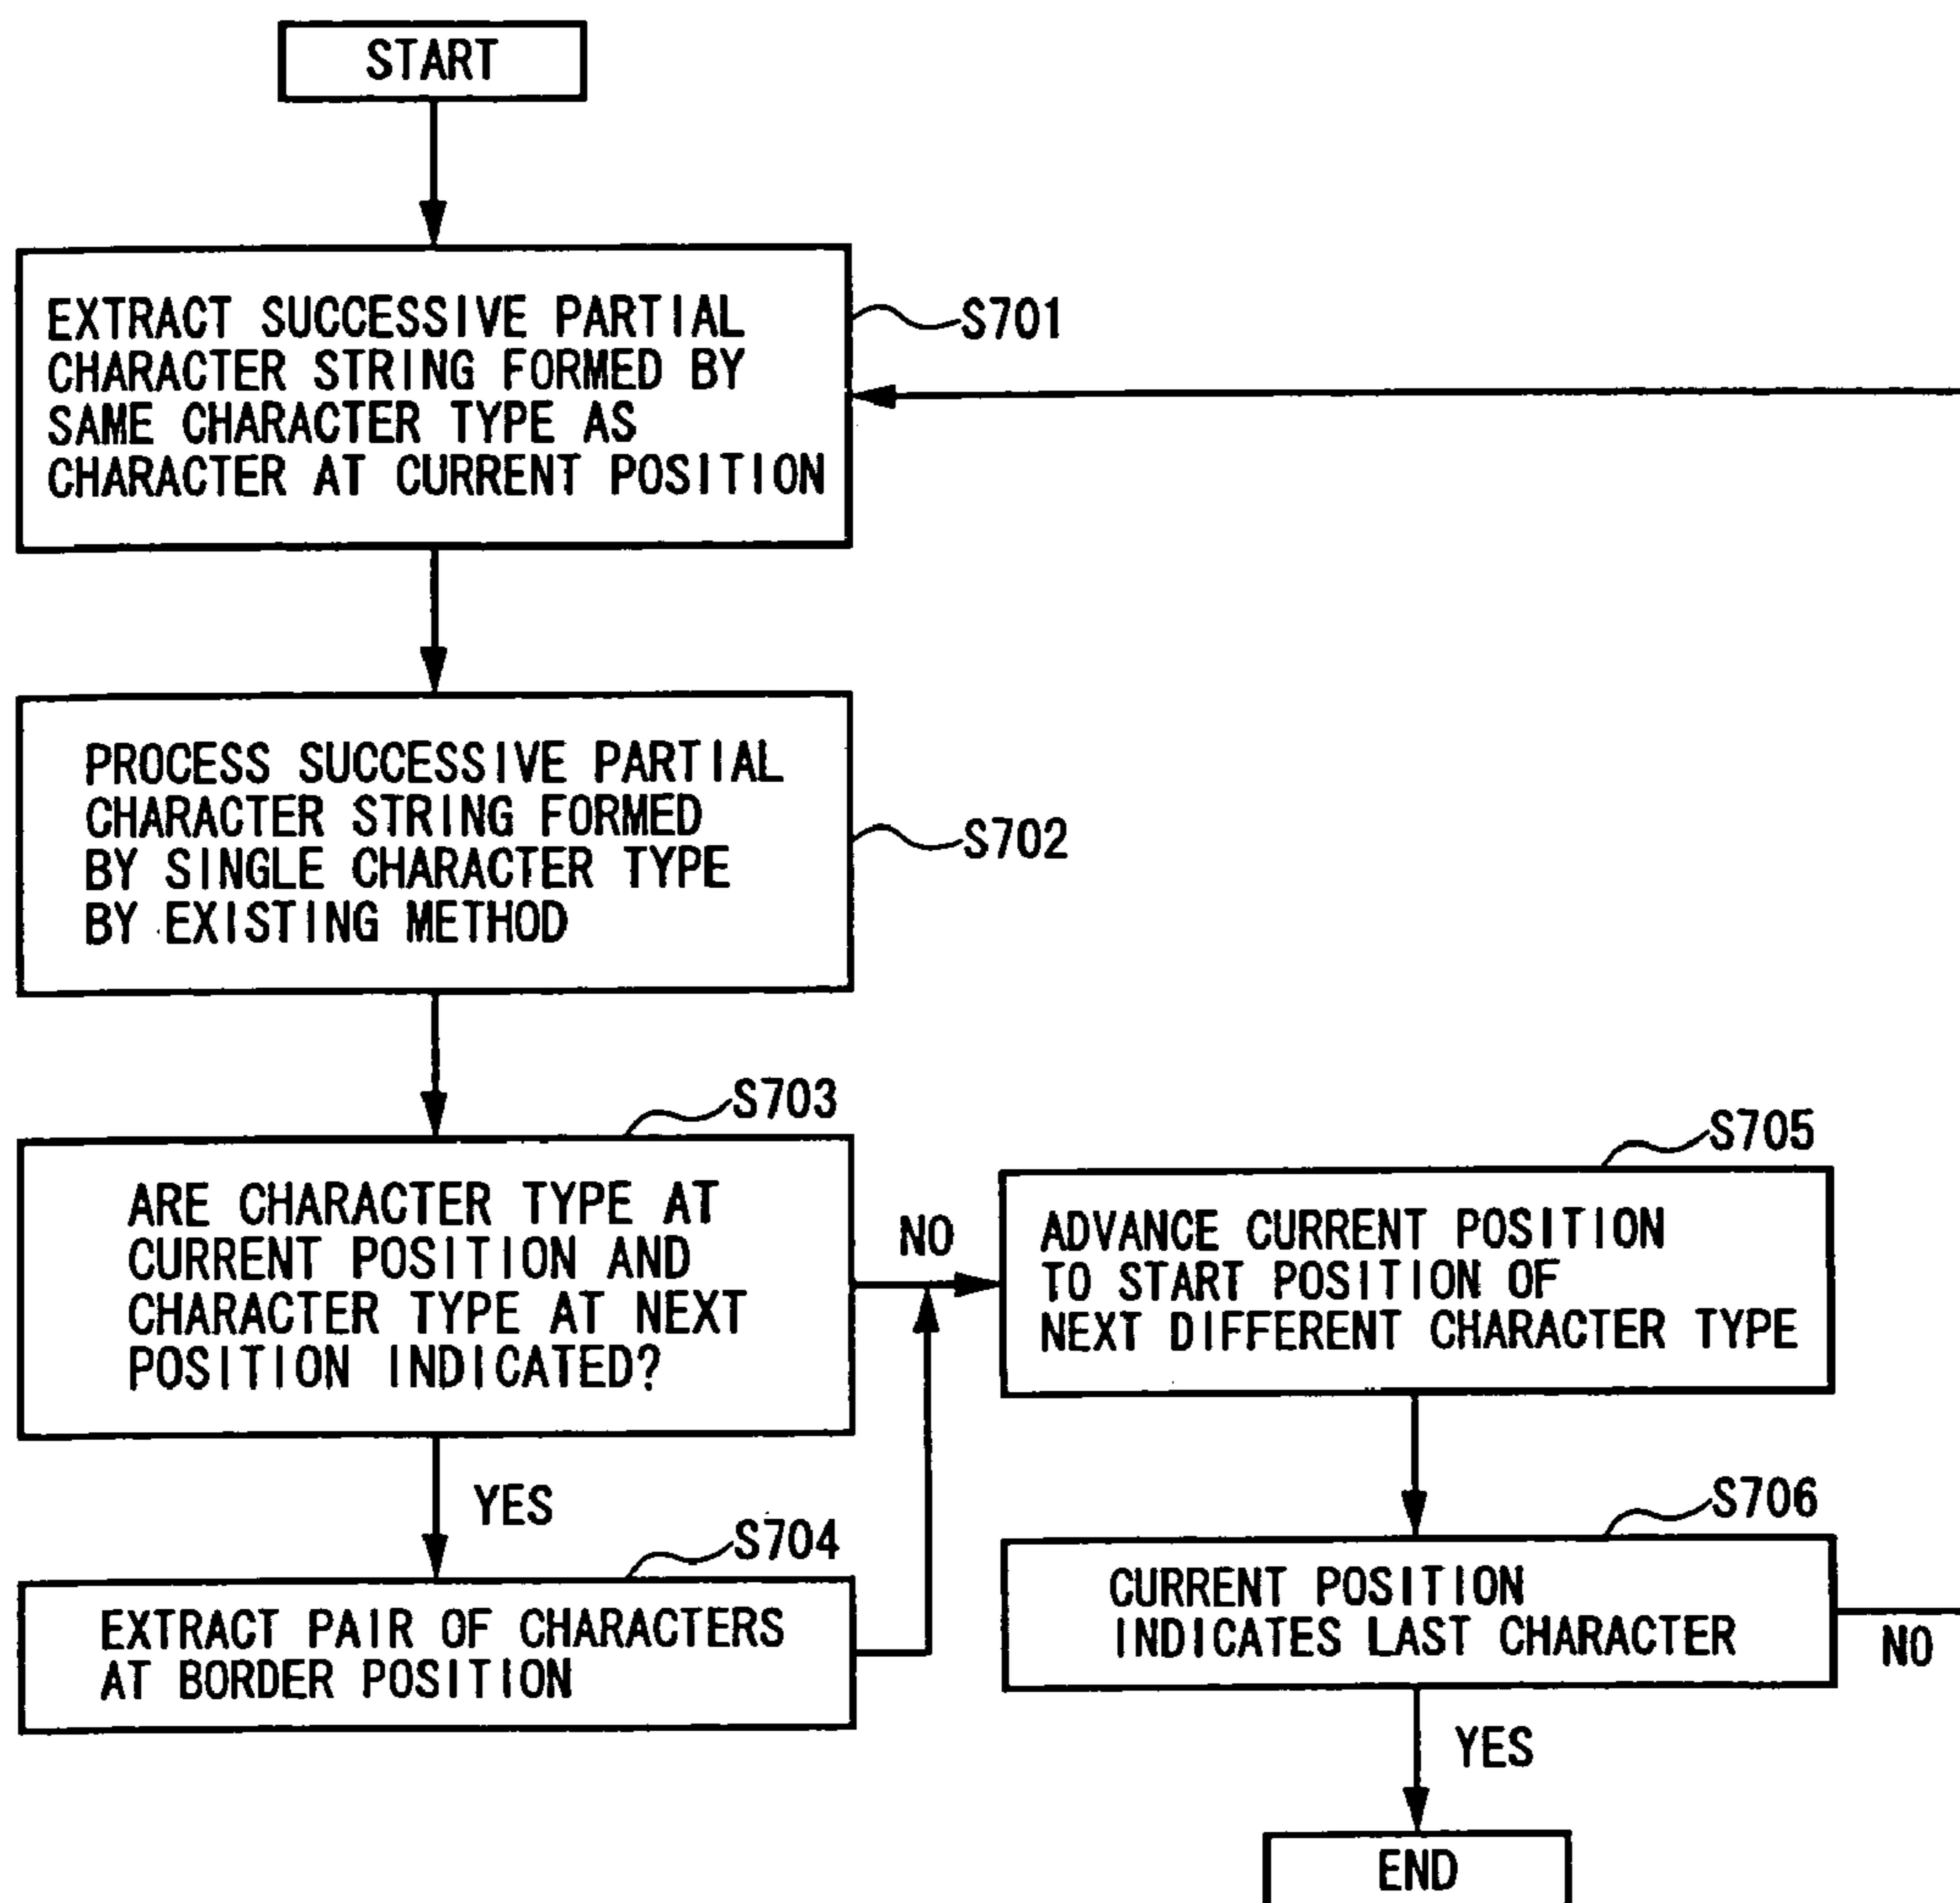 START
EXTRACT SUCCESSIVE PARTIAL
CHARACTER STRING FORMED BY
SAME CHARACTER TYPE AS
CHARACTER AT CURRENT POSITION
S701
PROCESS SUCCESSIVE PARTIAL
CHARACTER STRING FORMED
BY SINGLE CHARACTER TYPE
BY EXISTING METHOD
S702
S703
ARE CHARACTER TYPE AT
CURRENT POSITION AND
CHARACTER TYPE AT NEXT
POSITION INDICATED?
NO
YES
S704
EXTRACT PAIR OF CHARACTERS
AT BORDER POSITION
S705
ADVANCE CURRENT POSITION
TO START POSITION OF
NEXT DIFFERENT CHARACTER TYPE
S706
CURRENT POSITION
INDICATES LAST CHARACTER
NO
YES
END